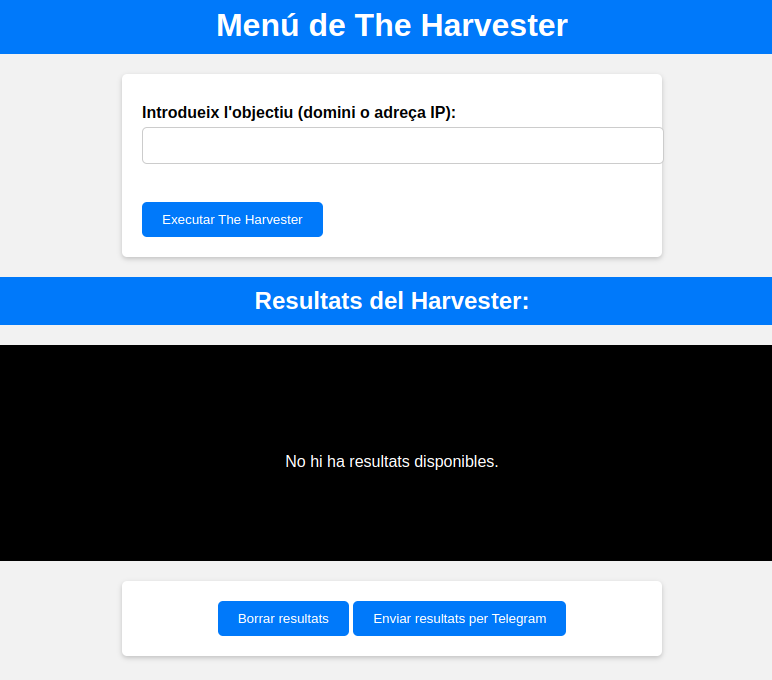 Menú de The Harvester
Introdueix l'objectiu (domini o adreça IP):
Executar The Harvester
Resultats del Harvester:
No hi ha resultats disponibles.
Borrar resultats
Enviar resultats per Telegram